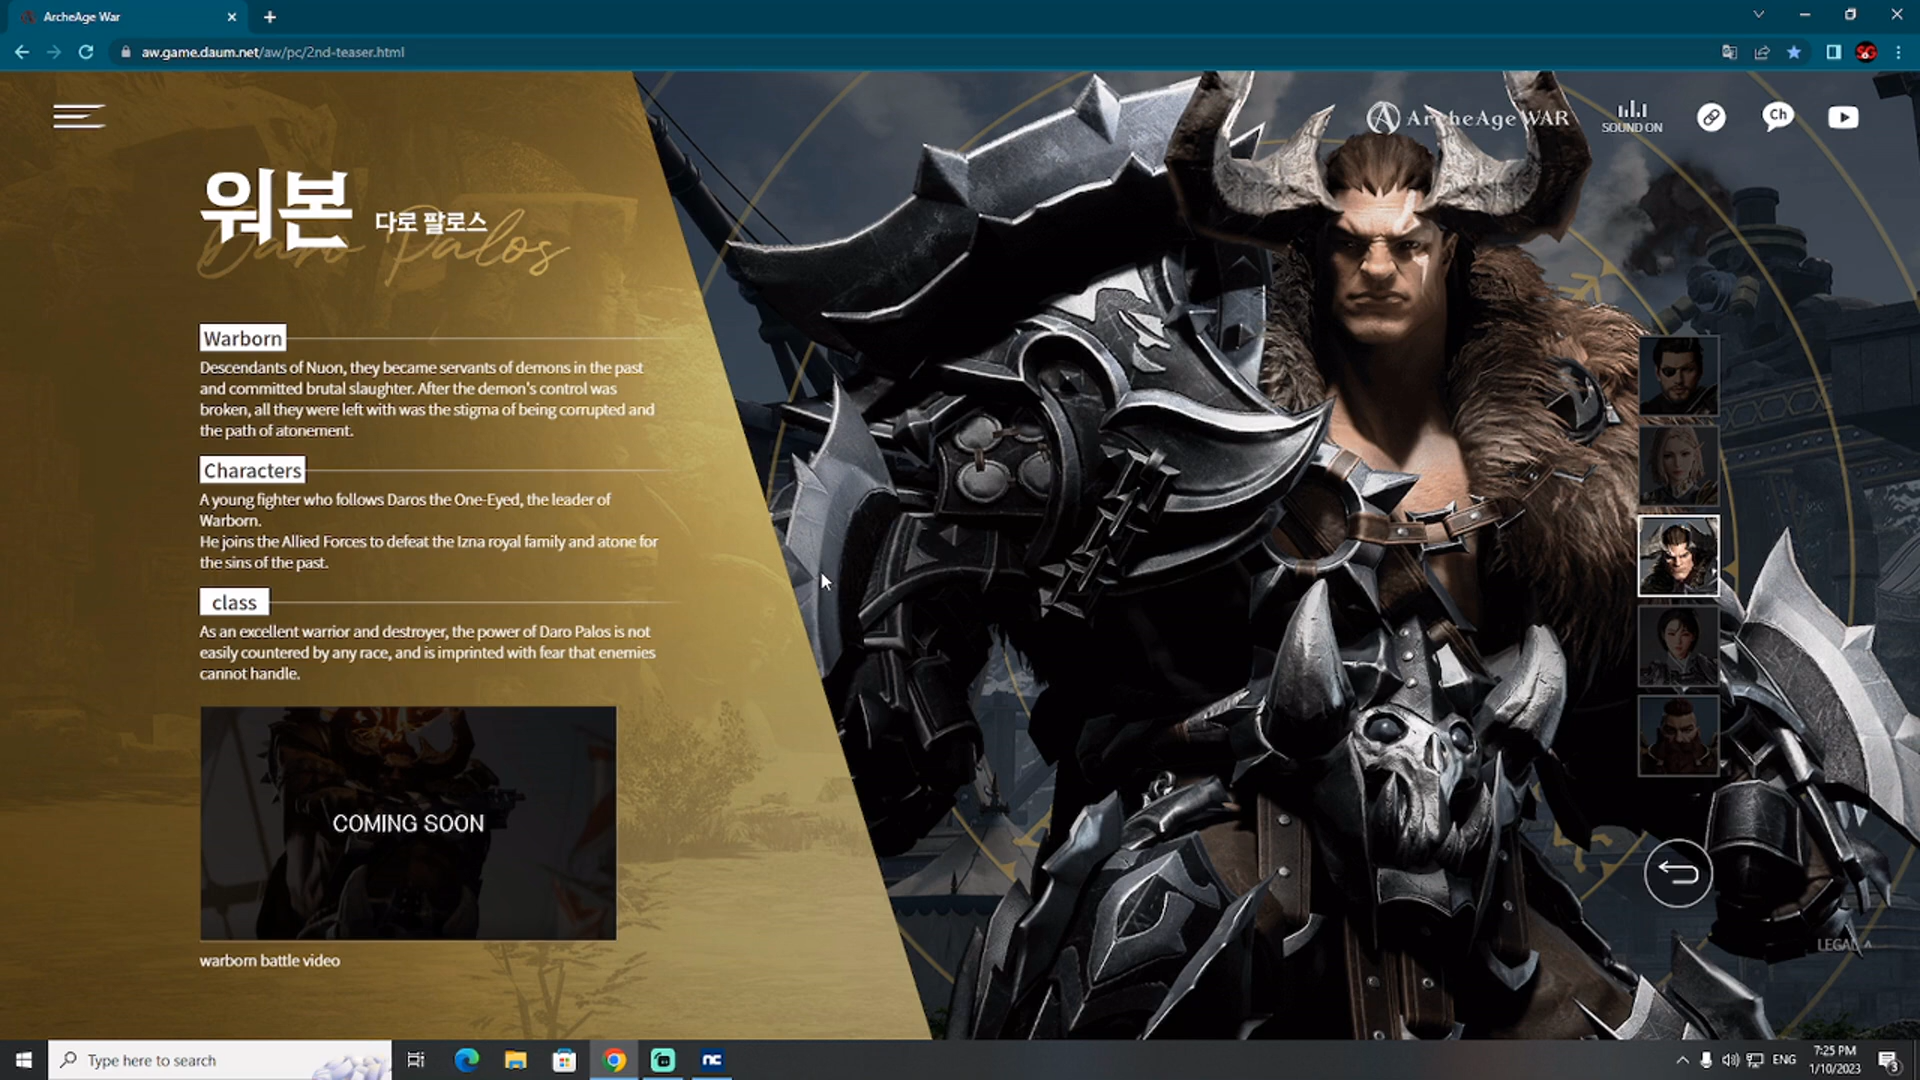 ArcheAge War
aw.game.daum.net/aw/pc/2nd-teaser.html
ArcheAge WAR
SOUND ON
Ch
워본 다로 팔로스
Daro Palos
Warborn
Descendants of Nuon, they became servants of demons in the past
and committed brutal slaughter. After the demon's control was
broken, all they were left with was the stigma of being corrupted and
the path of atonement.
Characters
A young fighter who follows Daros the One-Eyed, the leader of
Warborn.
He joins the Allied Forces to defeat the Izna royal family and atone for
the sins of the past.
class
As an excellent warrior and destroyer, the power of Daro Palos is not
easily countered by any race, and is imprinted with fear that enemies
cannot handle.
COMING SOON
warborn battle video
LEGAL
Type here to search
nc
ENG
7:25 PM
1/10/2023
3